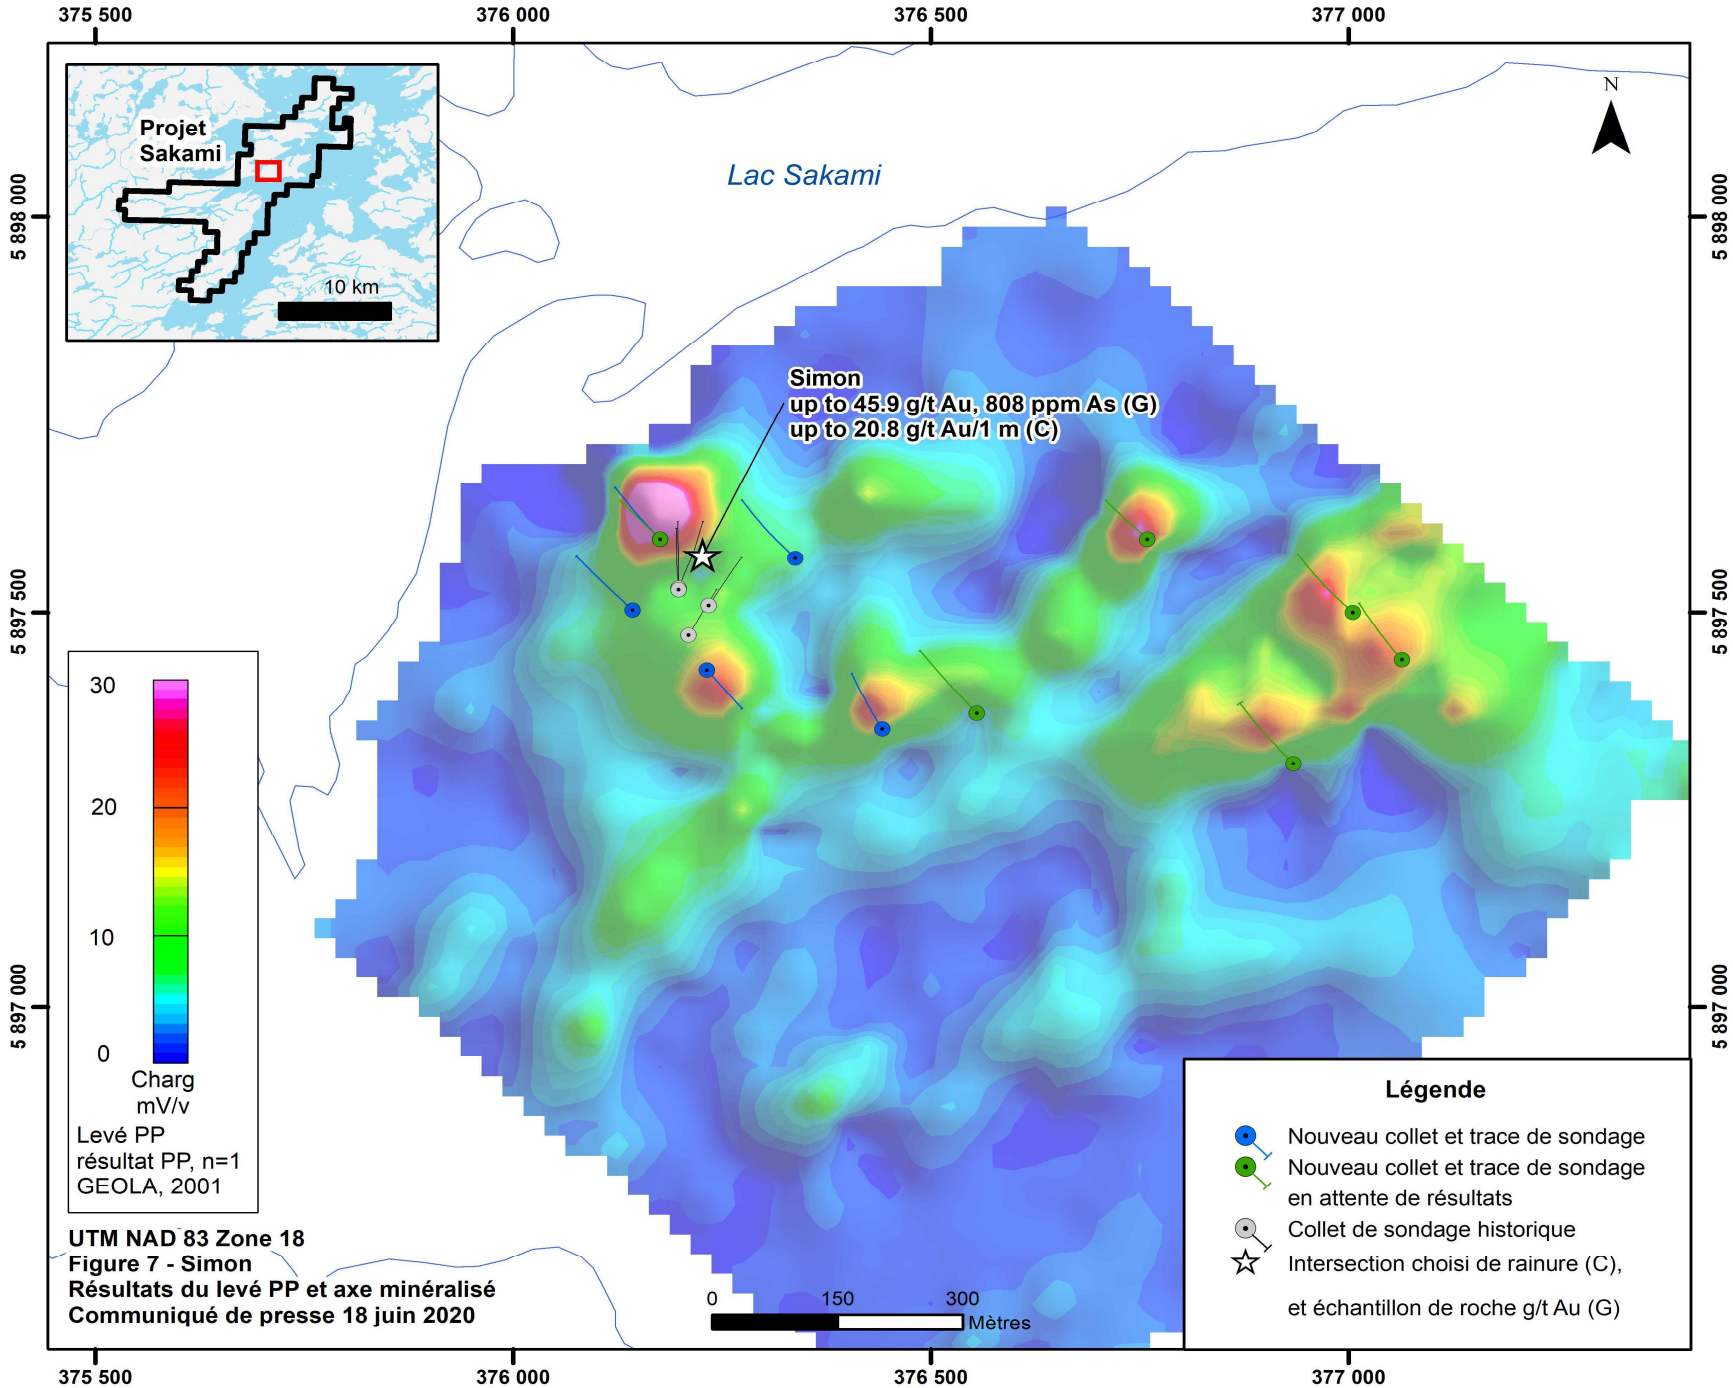 375 500
376 000
376 500
377 000
Projet
Sakami
10 km
Lac Sakami
N
5 898 000
5 898 000
Simon
up to 45.9 g/t Au, 808 ppm As (G)
up to 20.8 g/t Au/1 m (C)
5 897 500
5 897 500
30
20
10
0
Charg
mV/v
Levé PP
résultat PP, n=1
GEOLA, 2001
5 897 000
5 897 000
UTM NAD 83 Zone 18
Figure 7 - Simon
Résultats du levé PP et axe minéralisé
Communiqué de presse 18 juin 2020
0 150 300
Mètres
Légende
Nouveau collet et trace de sondage
Nouveau collet et trace de sondage
en attente de résultats
Collet de sondage historique
Intersection choisi de rainure (C),
et échantillon de roche g/t Au (G)
375 500
376 000
376 500
377 000